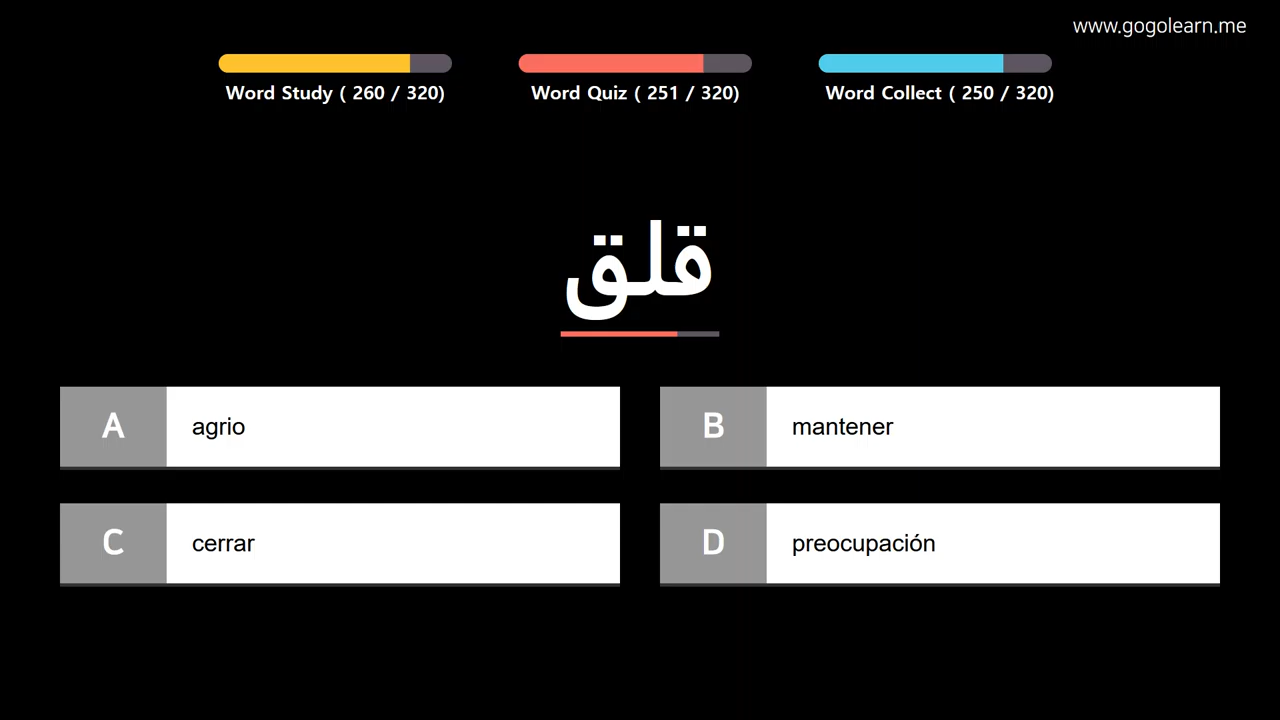 www.gogolearn.me
Word Study ( 260 / 320)
Word Quiz ( 251 / 320)
Word Collect ( 250 / 320)
قلق
A agrio
B mantener
C cerrar
D preocupación